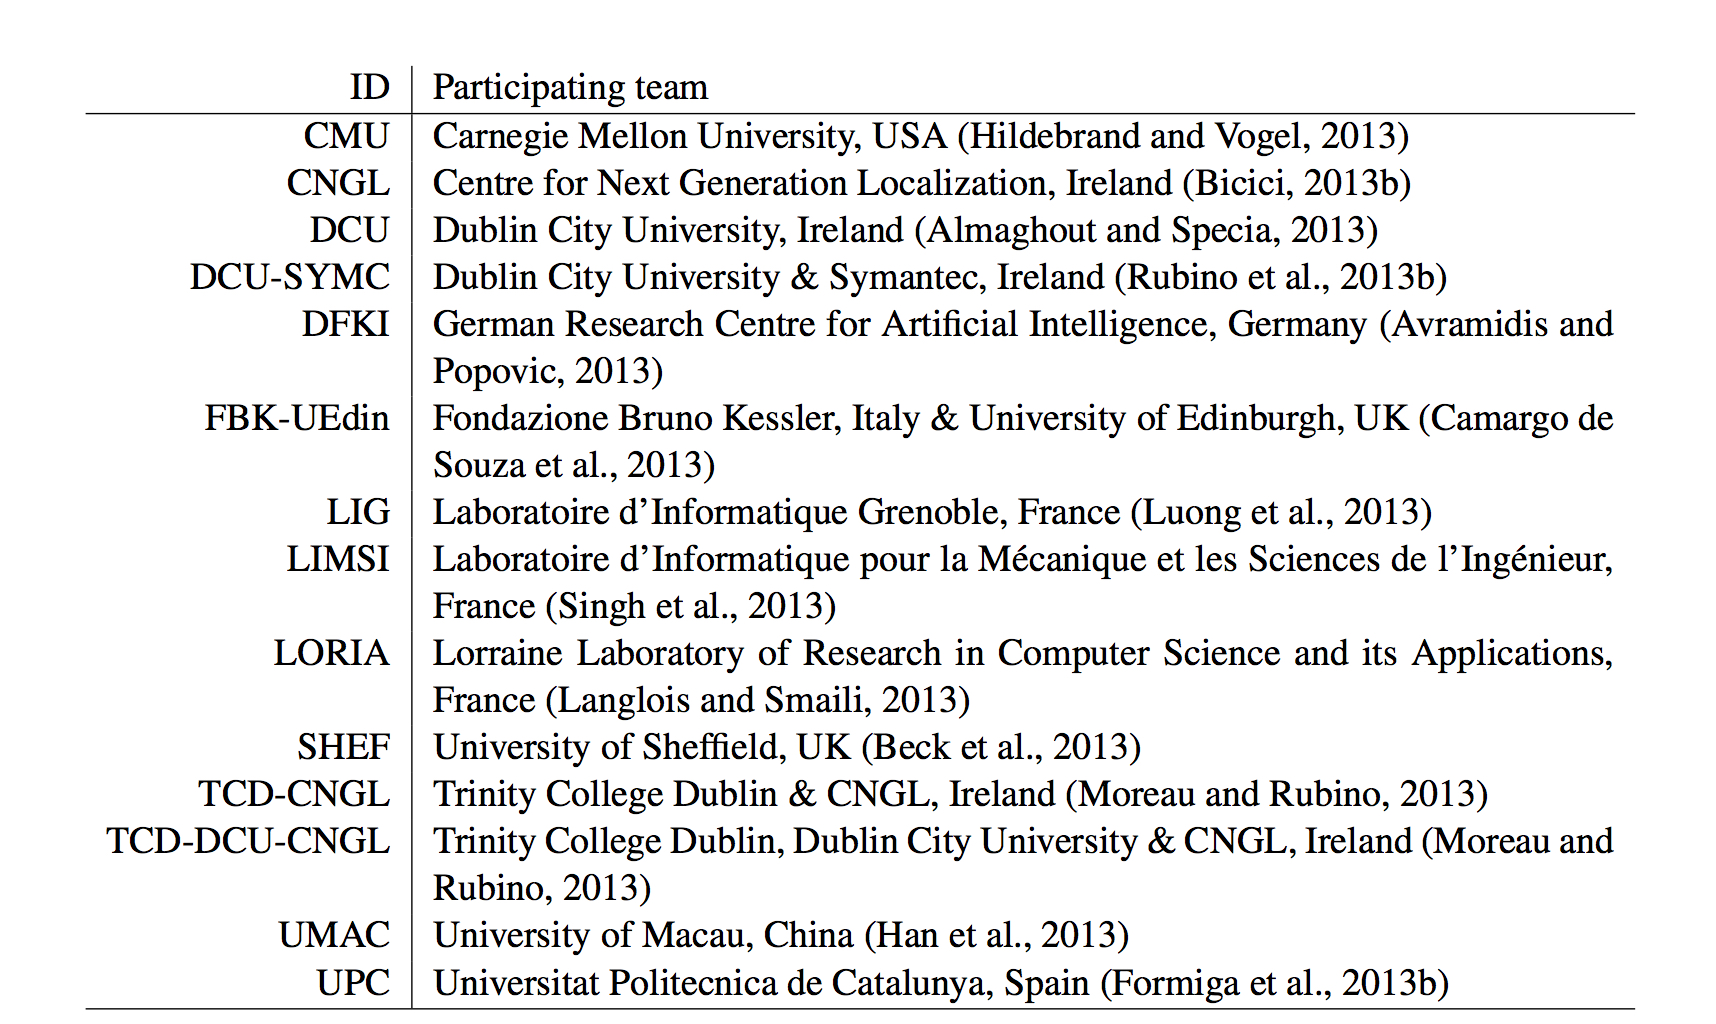 ID Participating team
CMU Carnegie Mellon University, USA (Hildebrand and Vogel, 2013)
CNGL Centre for Next Generation Localization, Ireland (Bicici, 2013b)
DCU Dublin City University, Ireland (Almaghout and Specia, 2013)
DCU-SYMC Dublin City University & Symantec, Ireland (Rubino et al., 2013b)
DFKI German Research Centre for Artificial Intelligence, Germany (Avramidis and
Popovic, 2013)
FBK-UEdin Fondazione Bruno Kessler, Italy & University of Edinburgh, UK (Camargo de
Souza et al., 2013)
LIG Laboratoire d’Informatique Grenoble, France (Luong et al., 2013)
LIMSI Laboratoire d’Informatique pour la Mécanique et les Sciences de l’Ingénieur,
France (Singh et al., 2013)
LORIA Lorraine Laboratory of Research in Computer Science and its Applications,
France (Langlois and Smaili, 2013)
SHEF University of Sheffield, UK (Beck et al., 2013)
TCD-CNGL Trinity College Dublin & CNGL, Ireland (Moreau and Rubino, 2013)
TCD-DCU-CNGL Trinity College Dublin, Dublin City University & CNGL, Ireland (Moreau and
Rubino, 2013)
UMAC University of Macau, China (Han et al., 2013)
UPC Universitat Politecnica de Catalunya, Spain (Formiga et al., 2013b)